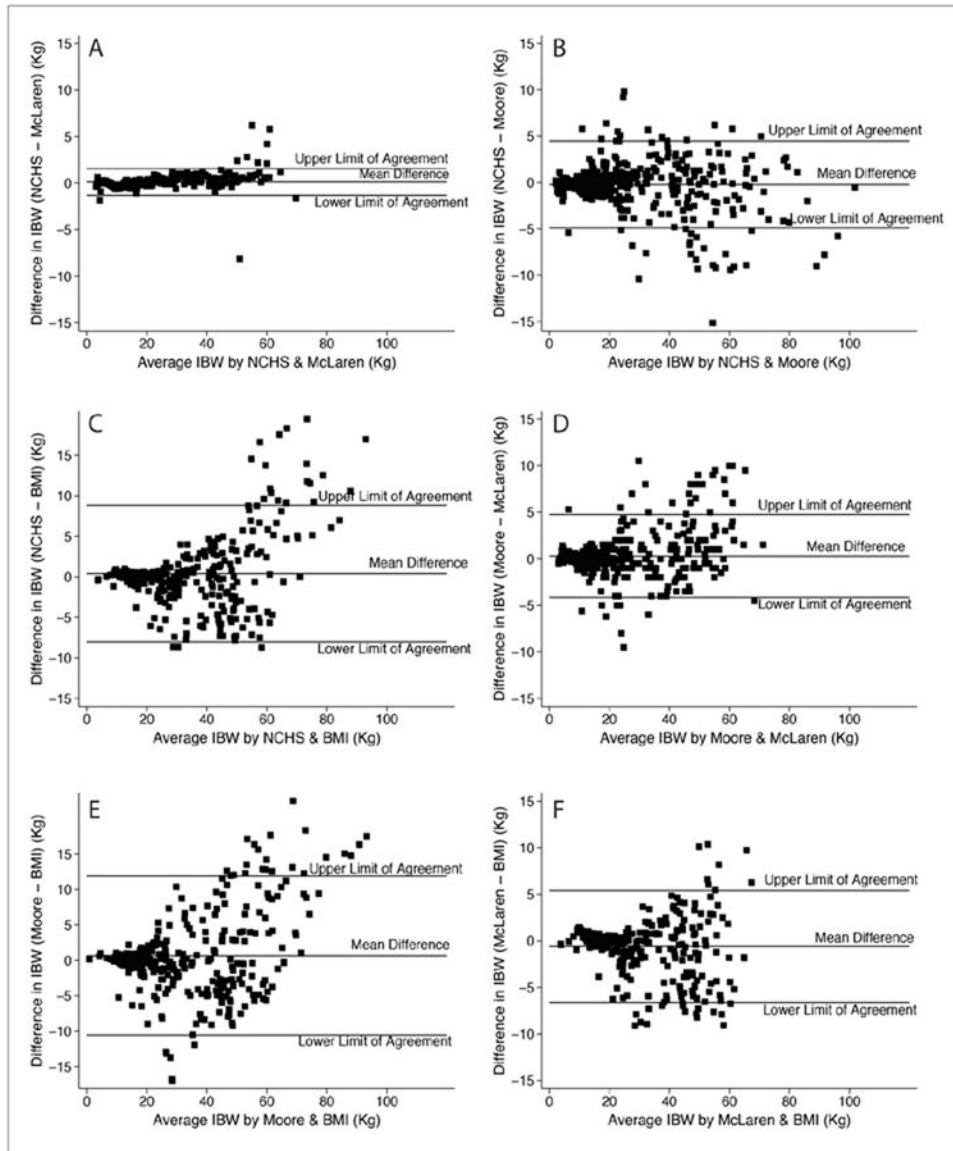 A
Difference in IBW (NCHS – McLaren) (Kg)
15
10
5
0
−5
−10
−15
Upper Limit of Agreement
Mean Difference
Lower Limit of Agreement
0 20 40 60 80 100
Average IBW by NCHS & McLaren (Kg)
B
Difference in IBW (NCHS – Moore) (Kg)
15
10
5
0
−5
−10
−15
Upper Limit of Agreement
Mean Difference
Lower Limit of Agreement
0 20 40 60 80 100
Average IBW by NCHS & Moore (Kg)
C
Difference in IBW (NCHS – BMI) (Kg)
15
10
5
0
−5
−10
−15
Upper Limit of Agreement
Mean Difference
Lower Limit of Agreement
0 20 40 60 80 100
Average IBW by NCHS & BMI (Kg)
D
Difference in IBW (Moore – McLaren) (Kg)
15
10
5
0
−5
−10
−15
Upper Limit of Agreement
Mean Difference
Lower Limit of Agreement
0 20 40 60 80 100
Average IBW by Moore & McLaren (Kg)
E
Difference in IBW (Moore – BMI) (Kg)
15
10
5
0
−5
−10
−15
Upper Limit of Agreement
Mean Difference
Lower Limit of Agreement
0 20 40 60 80 100
Average IBW by Moore & BMI (Kg)
F
Difference in IBW (McLaren – BMI) (Kg)
15
10
5
0
−5
−10
−15
Upper Limit of Agreement
Mean Difference
Lower Limit of Agreement
0 20 40 60 80 100
Average IBW by McLaren & BMI (Kg)